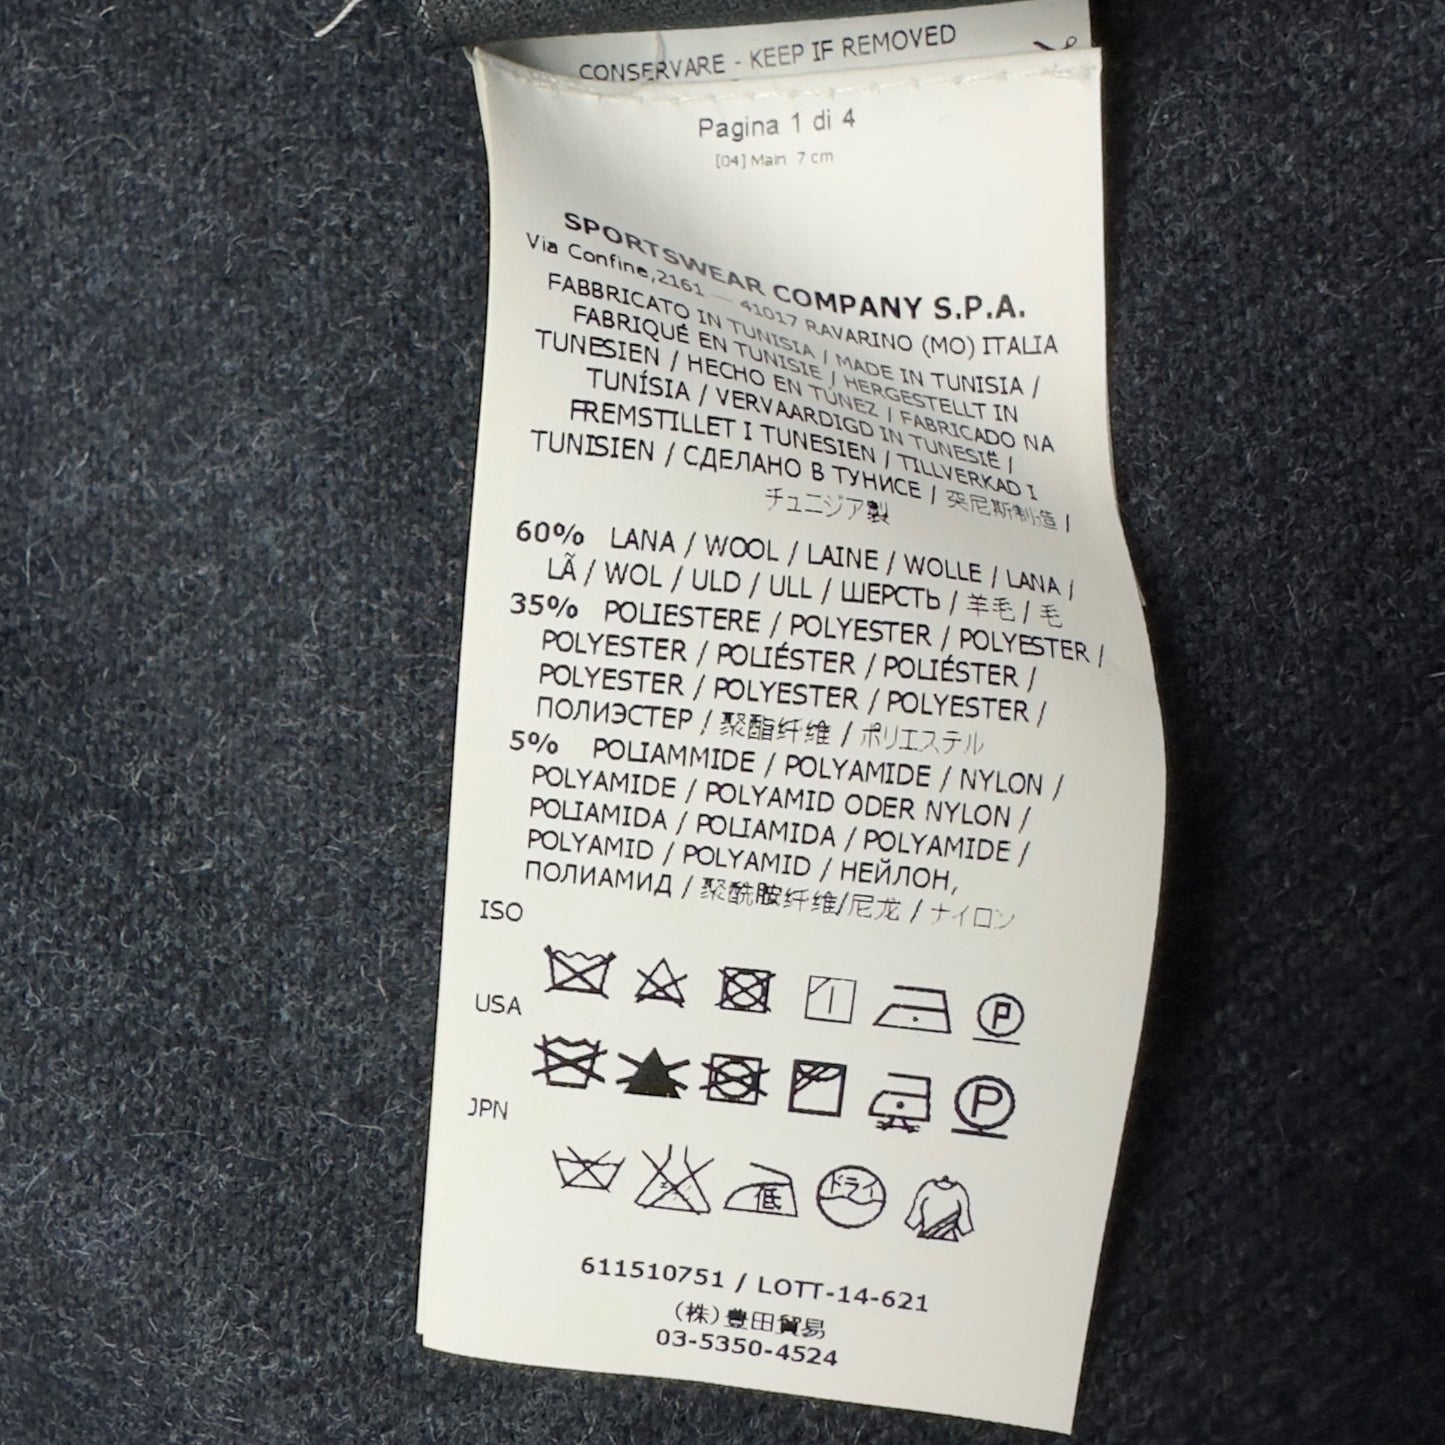 CONSERVARE - KEEP IF REMOVED
Pagina 1 di 4
[04] Main 7 cm
SPORTSWEAR COMPANY S.P.A.
Via Confine,2161 — 41017 RAVARINO (MO) ITALIA
FABBRICATO IN TUNISIA / MADE IN TUNISIA /
FABRIQUÉ EN TUNISIE / HERGESTELLT IN
TUNESIEN / HECHO EN TÚNEZ / FABRICADO NA
TUNÍSIA / VERVAARDIGD IN TUNESIË /
FREMSTILLET I TUNESIEN / TILLVERKAD I
TUNISIEN / СДЕЛАНО В ТУНИСЕ / 突尼斯制造 /
チュニジア製
60% LANA / WOOL / LAINE / WOLLE / LANA /
LÃ / WOL / ULD / ULL / ШЕРСТЬ / 羊毛 / 毛
35% POLIESTERE / POLYESTER / POLYESTER /
POLYESTER / POLIÉSTER / POLIÉSTER /
POLYESTER / POLYESTER / POLYESTER /
ПОЛИЭСТЕР / 聚酯纤维 / ポリエステル
5% POLIAMMIDE / POLYAMIDE / NYLON /
POLYAMIDE / POLYAMID ODER NYLON /
POLIAMIDA / POLIAMIDA / POLYAMIDE /
POLYAMID / POLYAMID / НЕЙЛОН,
ПОЛИАМИД / 聚酰胺纤维/尼龙 / ナイロン
ISO
P
USA
P
JPN
低 ドライ
611510751 / LOTT-14-621
(株)豊田貿易
03-5350-4524